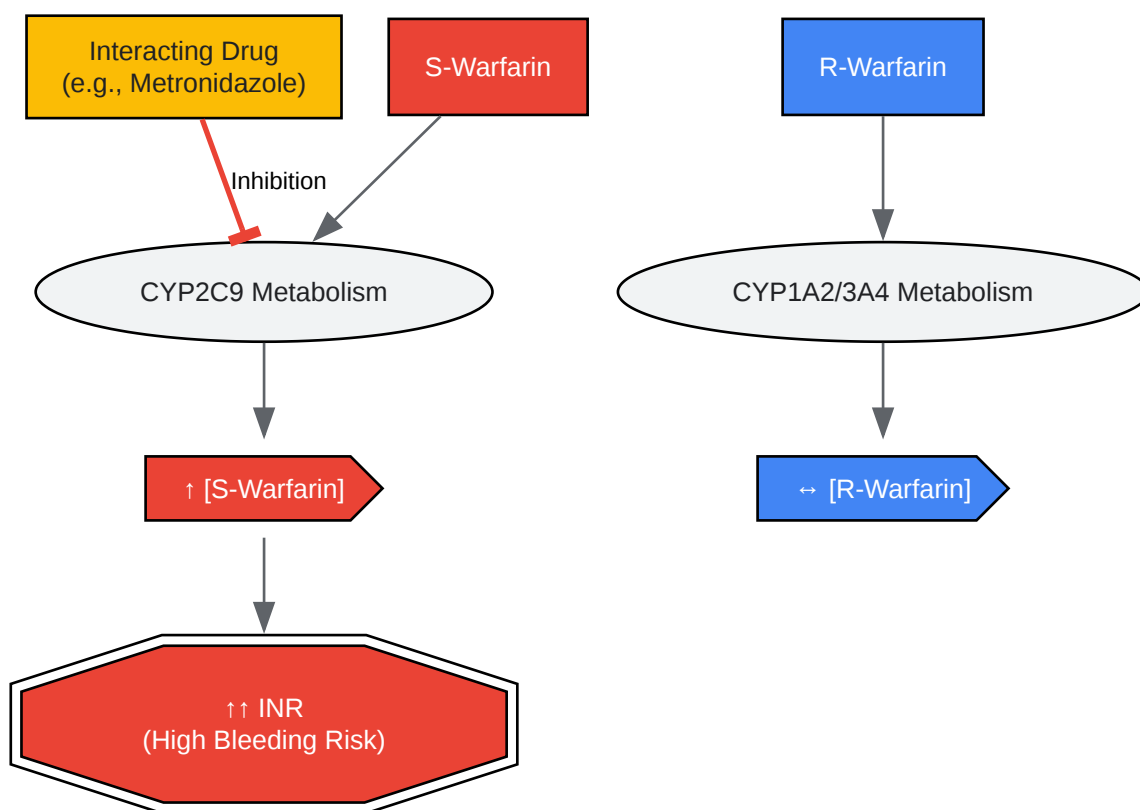 Interacting Drug
(e.g., Metronidazole)
S-Warfarin
R-Warfarin
Inhibition
CYP2C9 Metabolism
CYP1A2/3A4 Metabolism
↑ [S-Warfarin]
↔ [R-Warfarin]
↑↑ INR
(High Bleeding Risk)